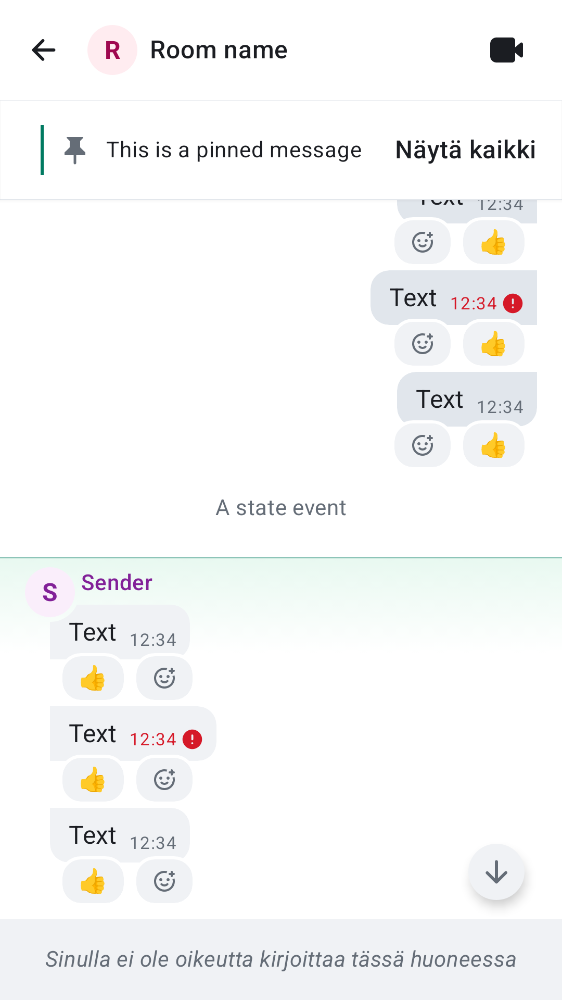 R Room name
This is a pinned message Näytä kaikki
Text 12:34
Text 12:34
Text 12:34
A state event
S Sender
Text 12:34
Text 12:34
Text 12:34
Sinulla ei ole oikeutta kirjoittaa tässä huoneessa